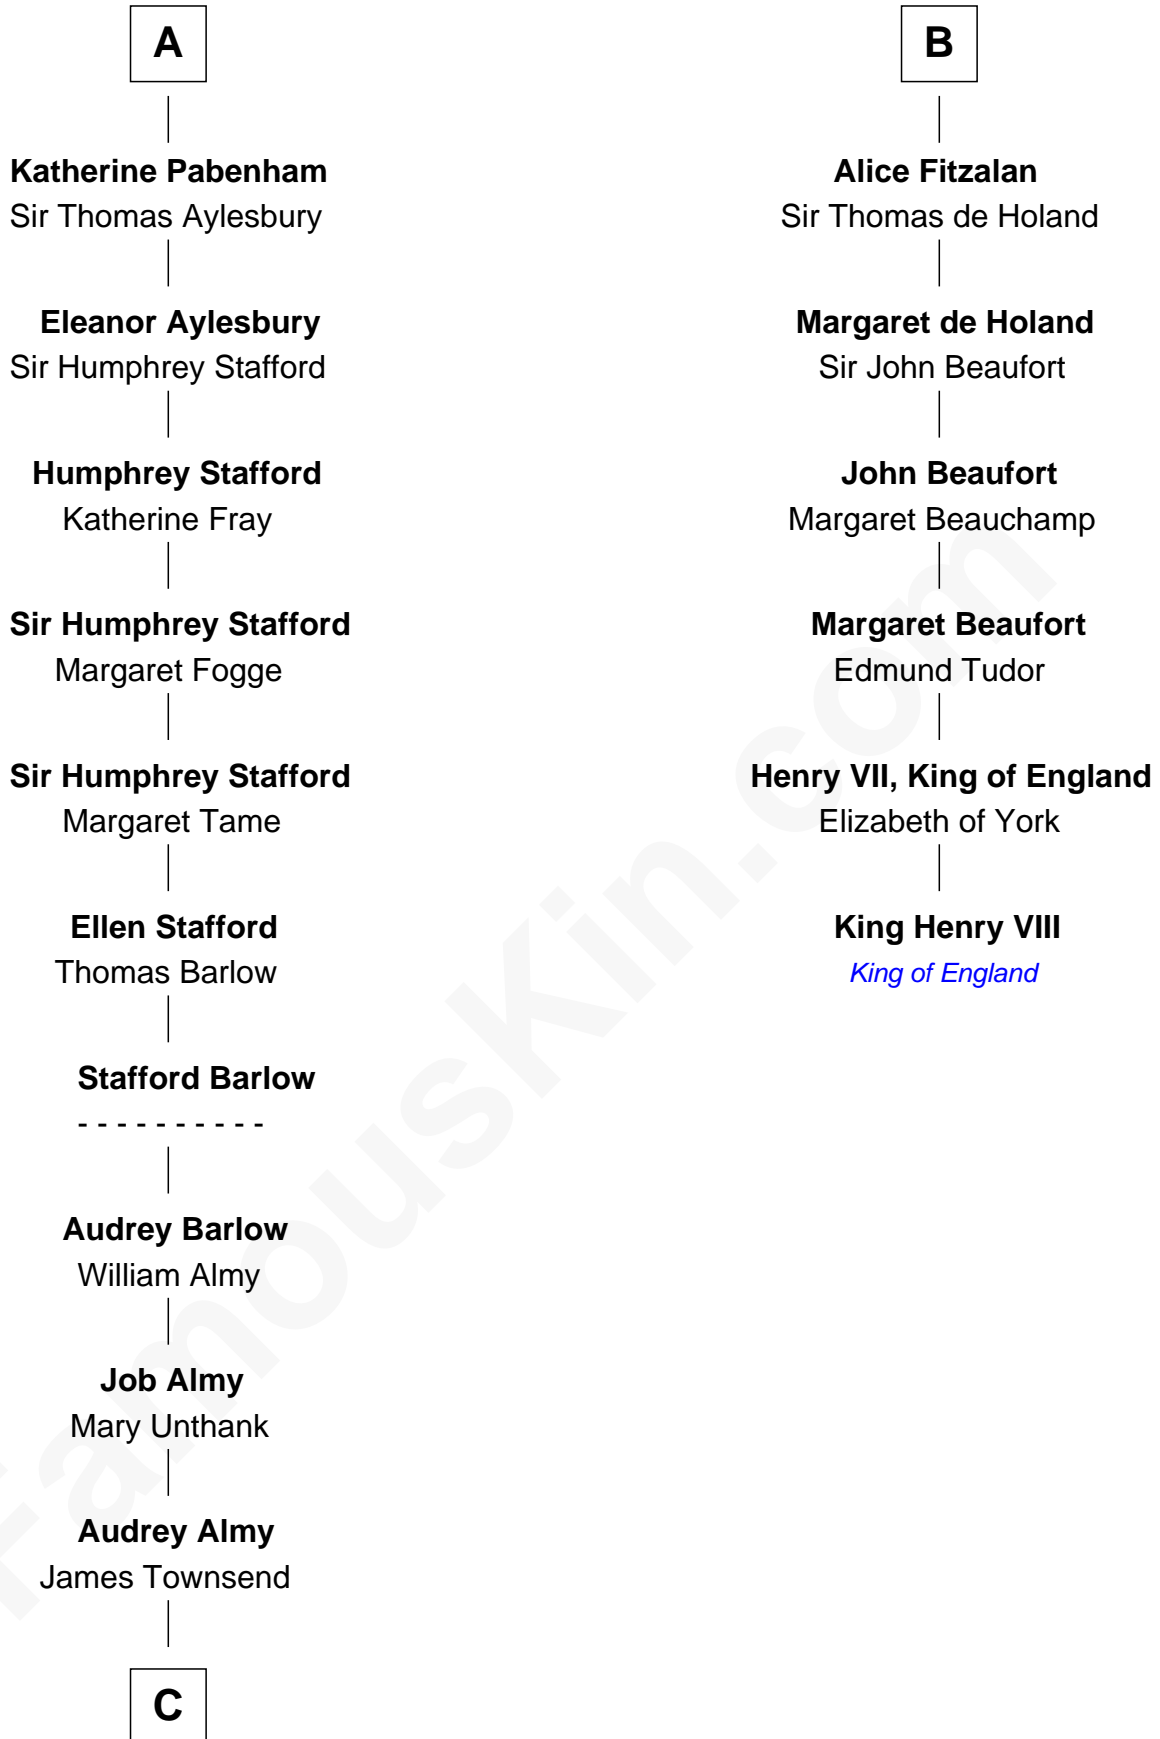 A
Katherine Pabenham
Sir Thomas Aylesbury
Eleanor Aylesbury
Sir Humphrey Stafford
Humphrey Stafford
Katherine Fray
Sir Humphrey Stafford
Margaret Fogge
Sir Humphrey Stafford
Margaret Tame
Ellen Stafford
Thomas Barlow
Stafford Barlow
- - - - - - - - - -
Audrey Barlow
William Almy
Job Almy
Mary Unthank
Audrey Almy
James Townsend
C
B
Alice Fitzalan
Sir Thomas de Holand
Margaret de Holand
Sir John Beaufort
John Beaufort
Margaret Beauchamp
Margaret Beaufort
Edmund Tudor
Henry VII, King of England
Elizabeth of York
King Henry VIII
King of England
FamousKin.com